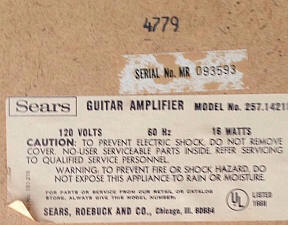 4779
SERIAL No. MR 093593
Sears GUITAR AMPLIFIER MODEL No. 257.1421
120 VOLTS 60 Hz 16 WATTS
CAUTION: TO PREVENT ELECTRIC SHOCK, DO NOT REMOVE
COVER. NO-USER SERVICEABLE PARTS INSIDE. REFER SERVICING
TO QUALIFIED SERVICE PERSONNEL.
WARNING: TO PREVENT FIRE OR SHOCK HAZARD, DO
NOT EXPOSE THIS APPLIANCE TO RAIN OR MOISTURE.
FOR PARTS OR SERVICE FROM OUR RETAIL OR CATALOG
STORE, ALWAYS GIVE THIS MODEL NUMBER.
SEARS, ROEBUCK AND CO., Chicago, Ill. 60684
UL
LISTED